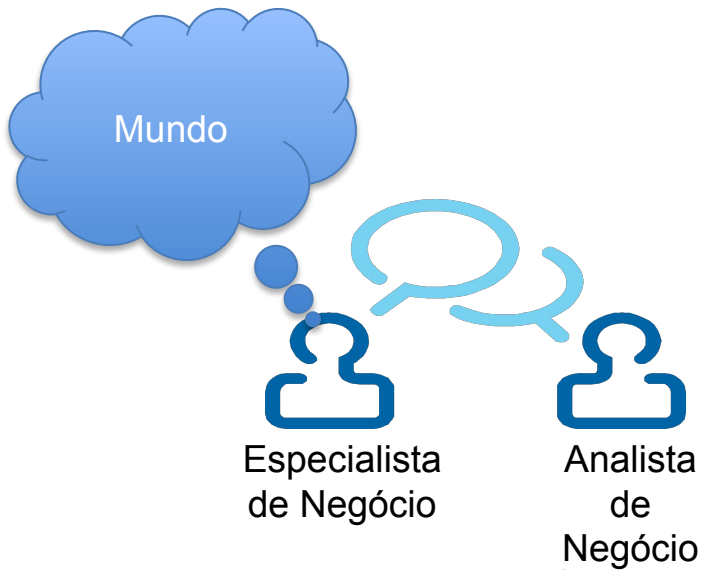 Mundo
Especialista
de Negócio
Analista
de
Negócio